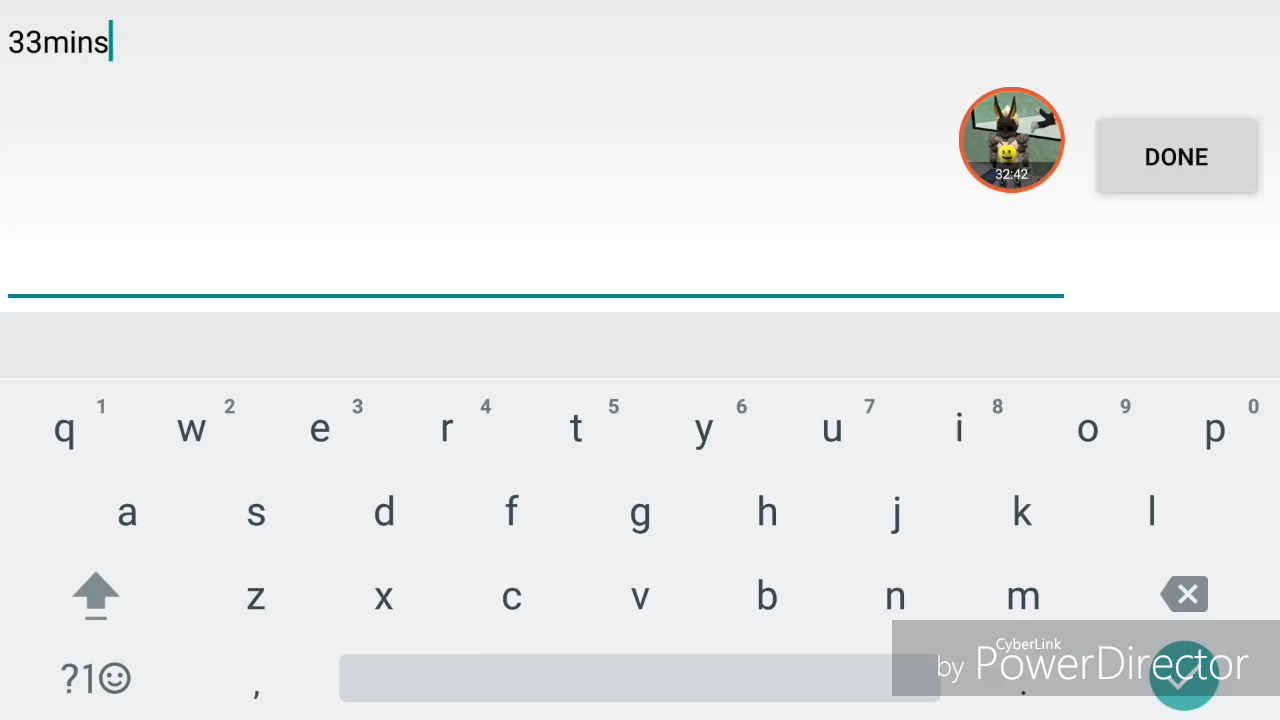 33mins
32:42
DONE
q 1 w 2 e 3 r 4 t 5 y 6 u 7 i 8 o 9 p 0
a s d f g h j k l
z x c v b n m
?1 , .
CyberLink
by PowerDirector